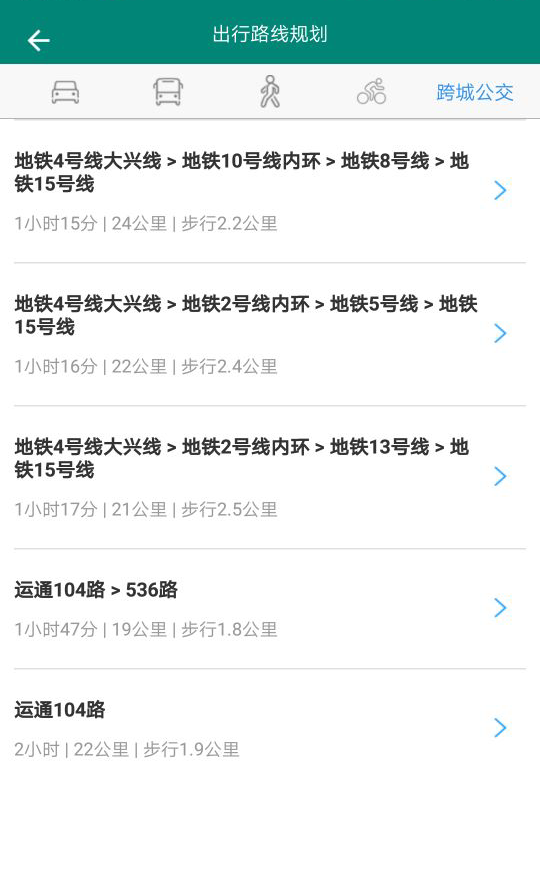 出行路线规划
跨城公交
地铁4号线大兴线 > 地铁10号线内环 > 地铁8号线 > 地
铁15号线
1小时15分 | 24公里 | 步行2.2公里
地铁4号线大兴线 > 地铁2号线内环 > 地铁5号线 > 地铁
15号线
1小时16分 | 22公里 | 步行2.4公里
地铁4号线大兴线 > 地铁2号线内环 > 地铁13号线 > 地
铁15号线
1小时17分 | 21公里 | 步行2.5公里
运通104路 > 536路
1小时47分 | 19公里 | 步行1.8公里
运通104路
2小时 | 22公里 | 步行1.9公里